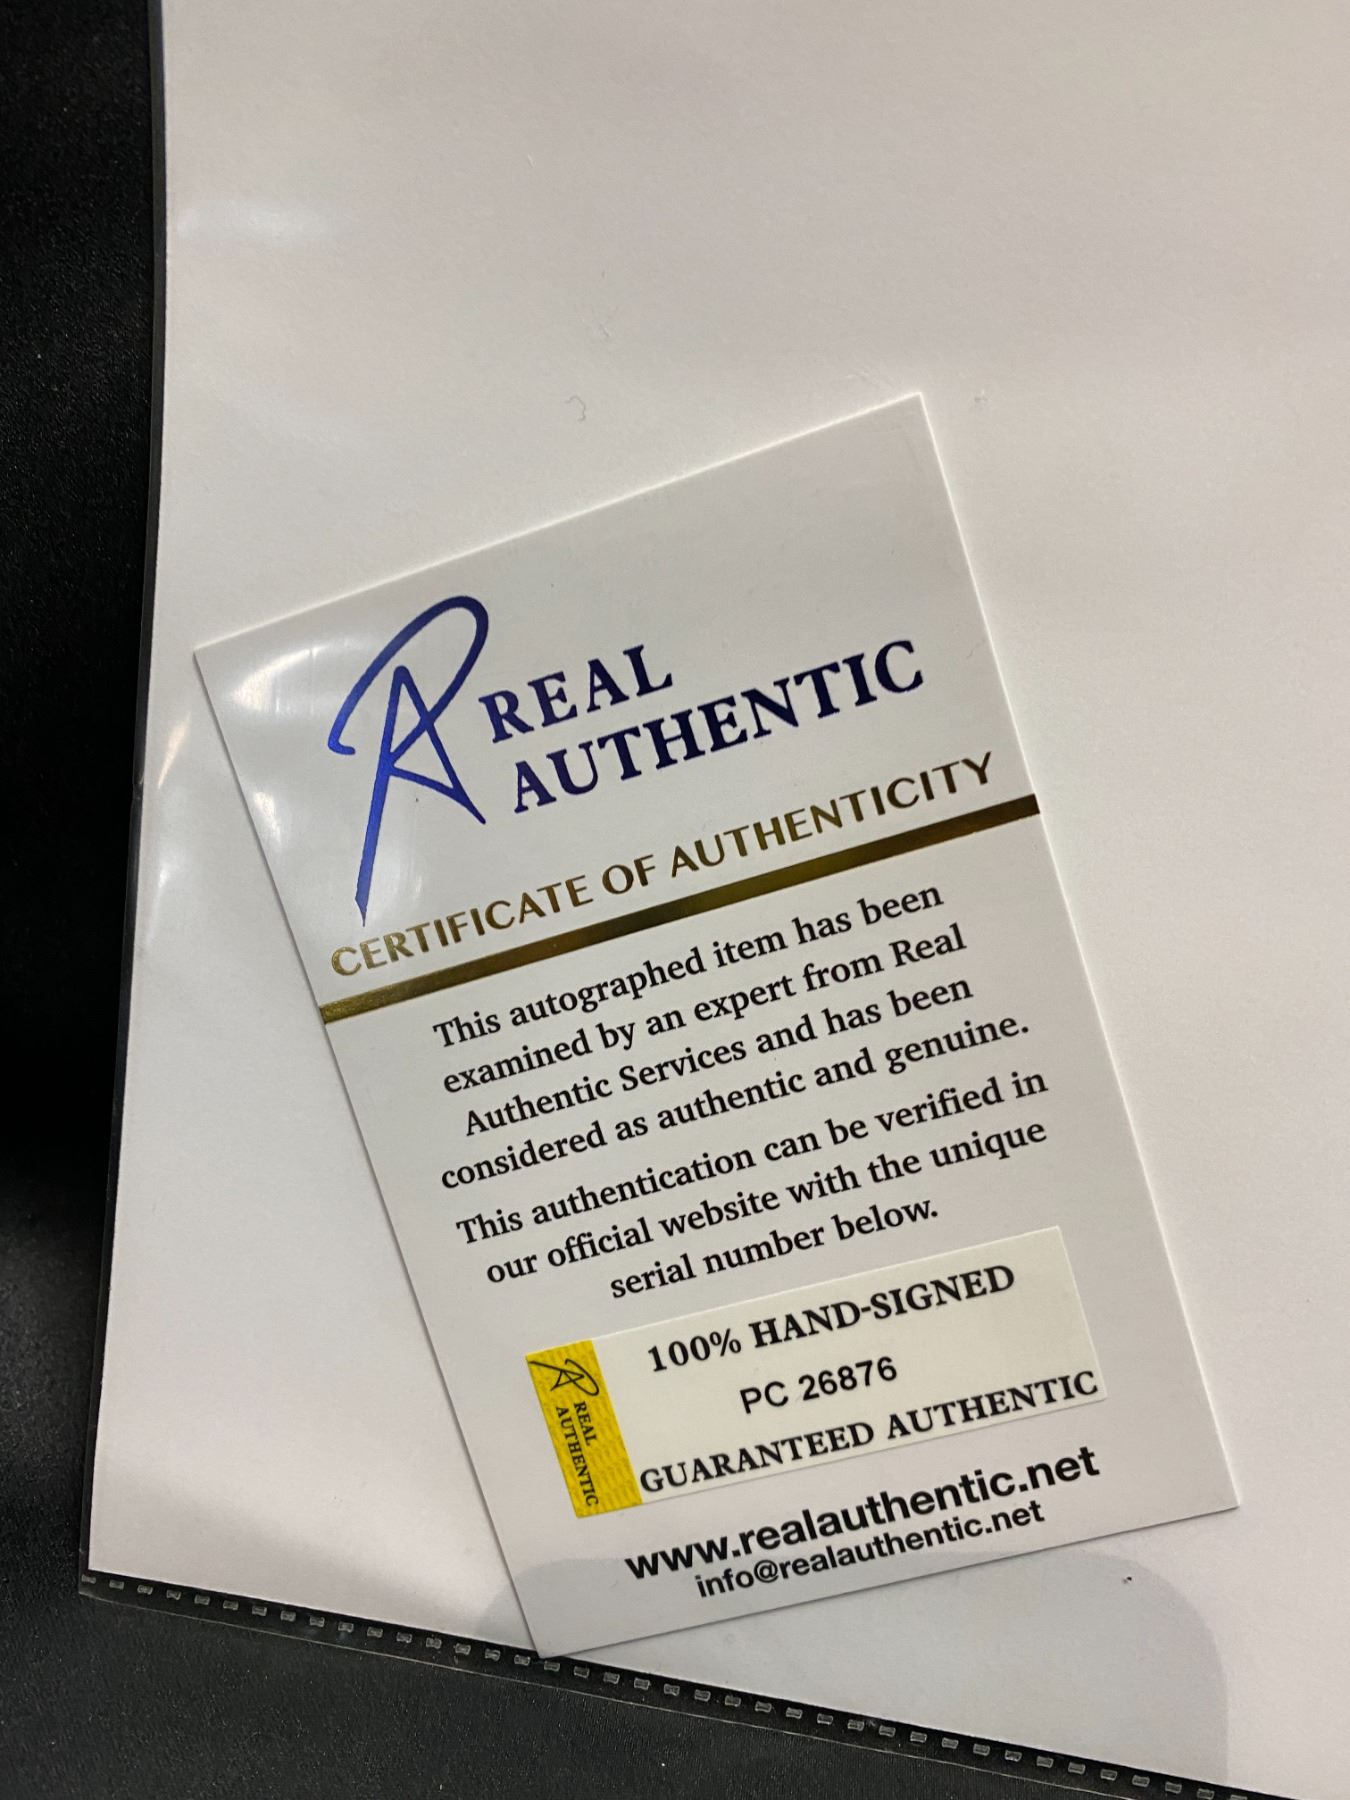 REAL
AUTHENTIC
CERTIFICATE OF AUTHENTICITY
This autographed item has been
examined by an expert from Real
Authentic Services and has been
considered as authentic and genuine.
This authentication can be verified in
our official website with the unique
serial number below.
REAL
AUTHENTIC
100% HAND-SIGNED
PC 26876
GUARANTEED AUTHENTIC
www.realauthentic.net
info@realauthentic.net